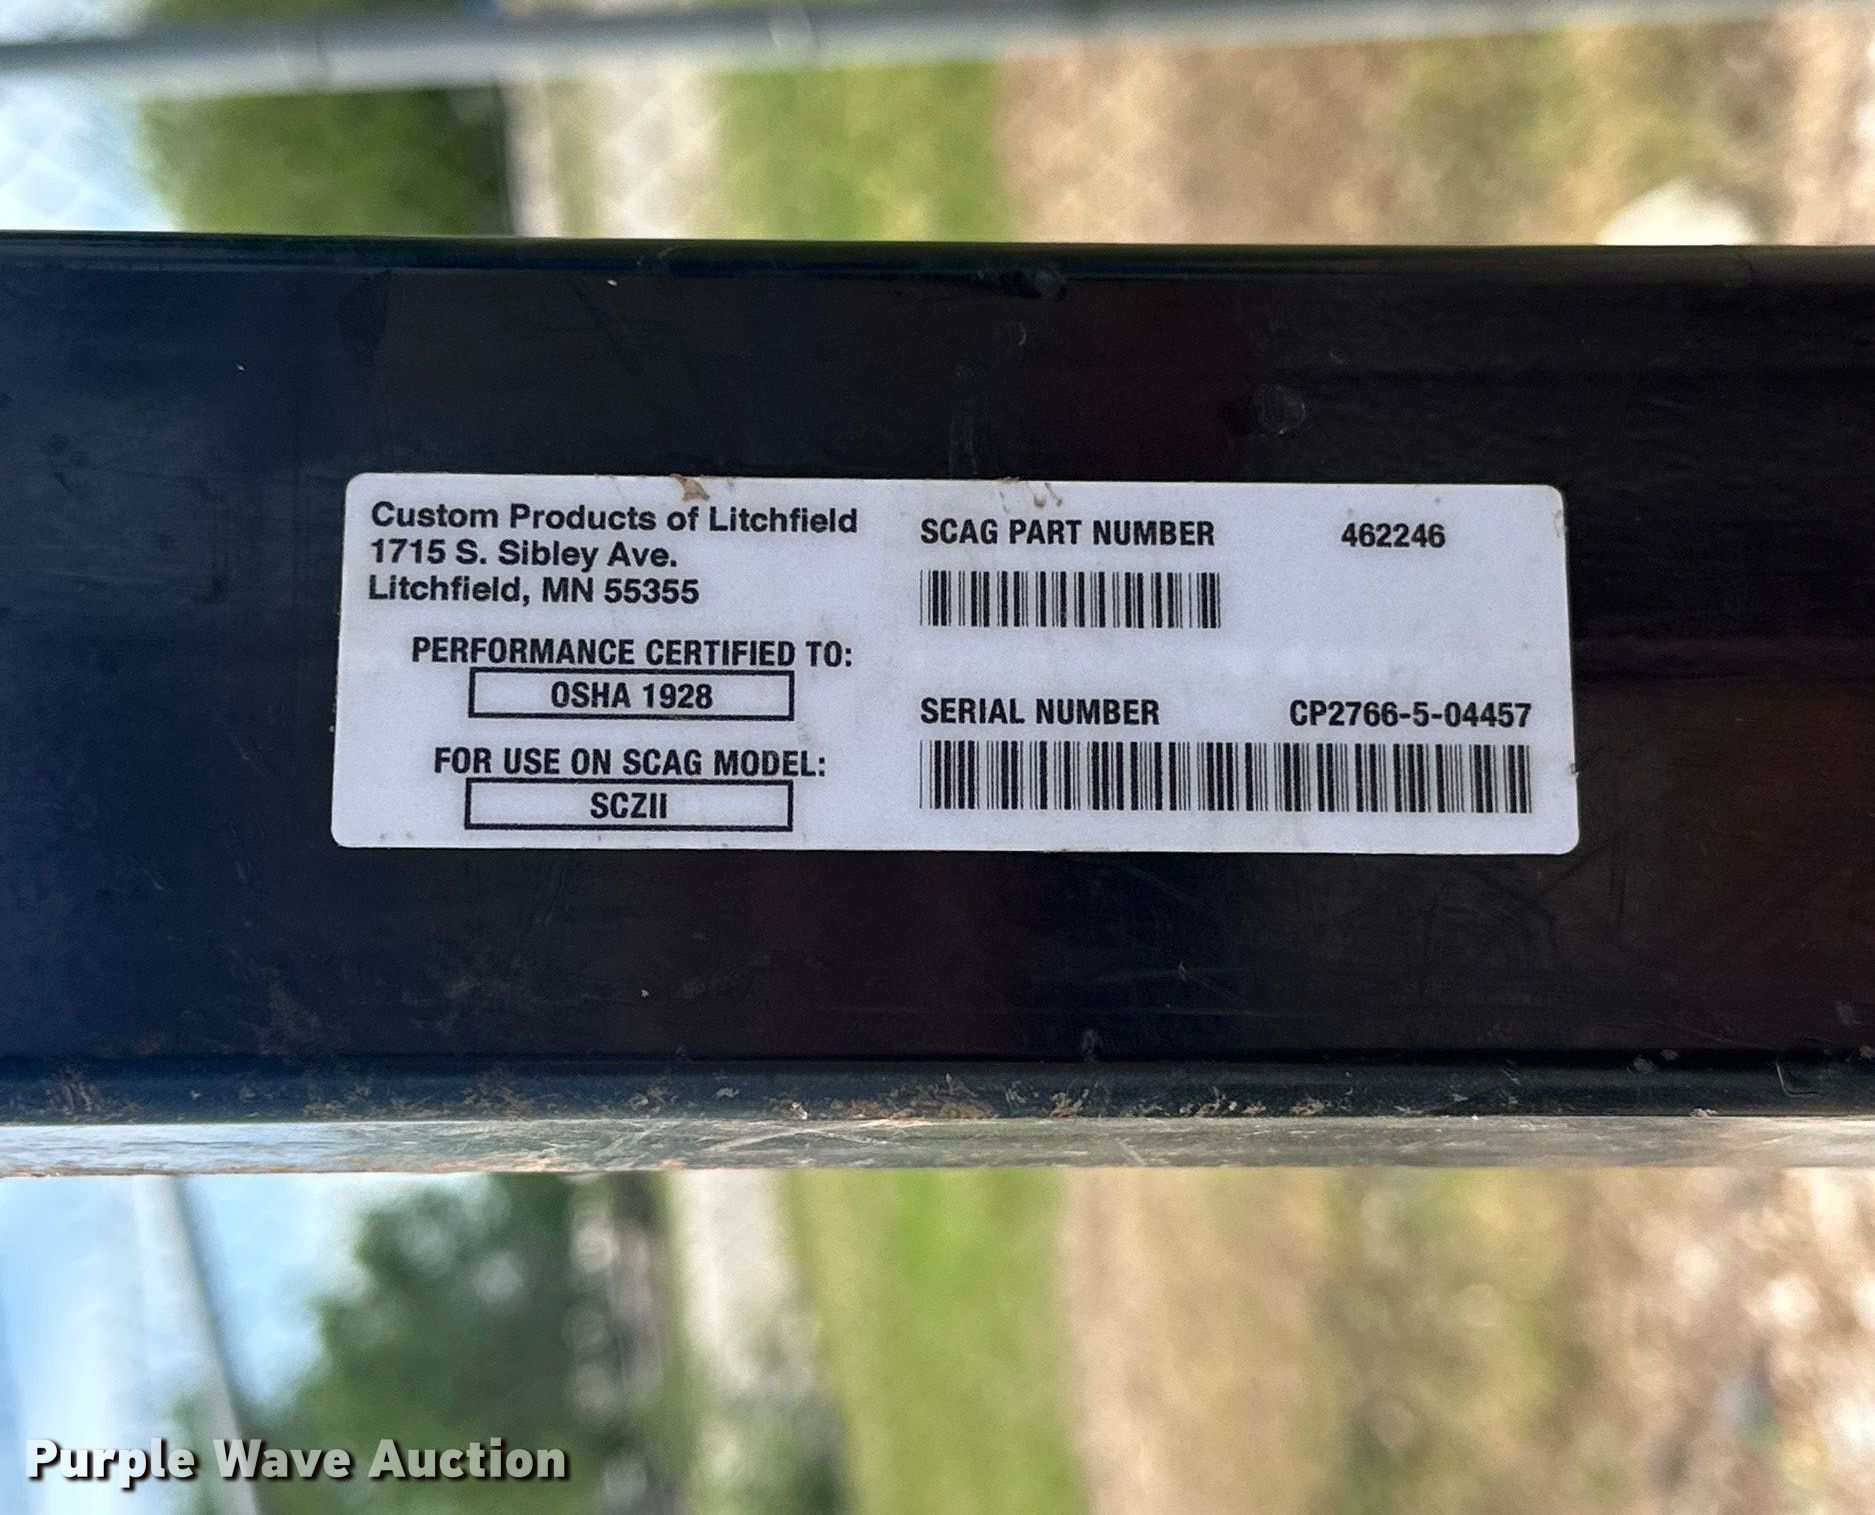 Custom Products of Litchfield
1715 S. Sibley Ave.
Litchfield, MN 55355
PERFORMANCE CERTIFIED TO:
OSHA 1928
FOR USE ON SCAG MODEL:
SCZII
SCAG PART NUMBER 462246
SERIAL NUMBER CP2766-5-04457
Purple Wave Auction